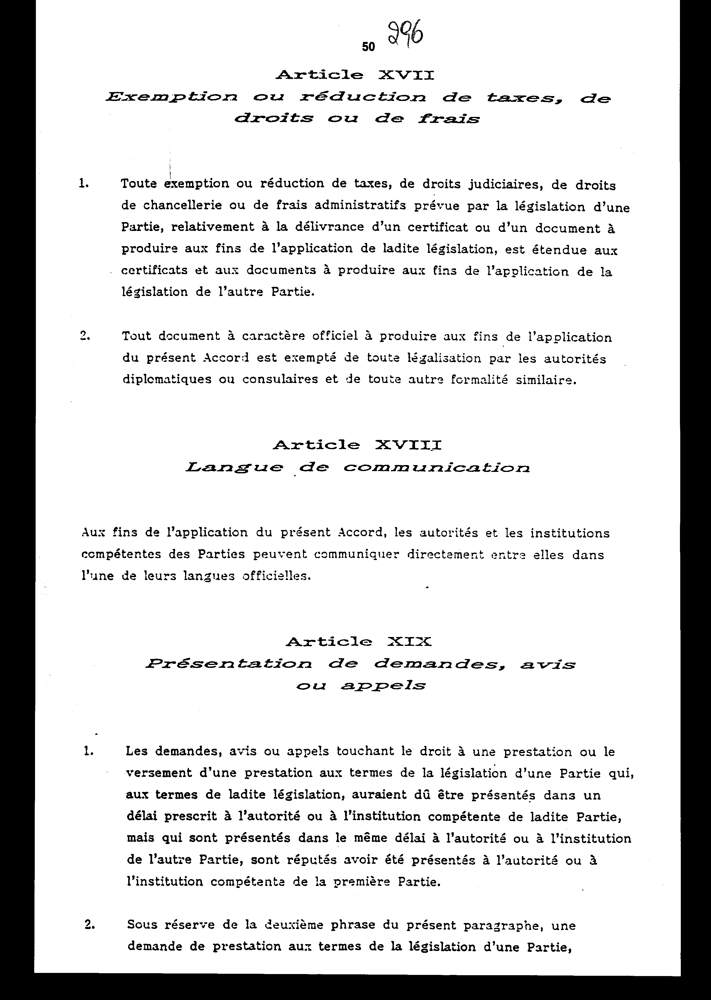 296
50
Article XVII
Exemption ou réduction de taxes, de
droits ou de frais
1. Toute exemption ou réduction de taxes, de droits judiciaires, de droits
de chancellerie ou de frais administratifs prévue par la législation d'une
Partie, relativement à la délivrance d'un certificat ou d'un document à
produire aux fins de l'application de ladite législation, est étendue aux
certificats et aux documents à produire aux fins de l'application de la
législation de l'autre Partie.
2. Tout document à caractère officiel à produire aux fins de l'application
du présent Accord est exempté de toute légalisation par les autorités
diplomatiques ou consulaires et de toute autre formalité similaire.
Article XVIII
Langue de communication
Aux fins de l'application du présent Accord, les autorités et les institutions
compétentes des Parties peuvent communiquer directement entre elles dans
l'une de leurs langues officielles.
Article XIX
Présentation de demandes, avis
ou appels
1. Les demandes, avis ou appels touchant le droit à une prestation ou le
versement d'une prestation aux termes de la législation d'une Partie qui,
aux termes de ladite législation, auraient dû être présentés dans un
délai prescrit à l'autorité ou à l'institution compétente de ladite Partie,
mais qui sont présentés dans le même délai à l'autorité ou à l'institution
de l'autre Partie, sont réputés avoir été présentés à l'autorité ou à
l'institution compétente de la première Partie.
2. Sous réserve de la deuxième phrase du présent paragraphe, une
demande de prestation aux termes de la législation d'une Partie,